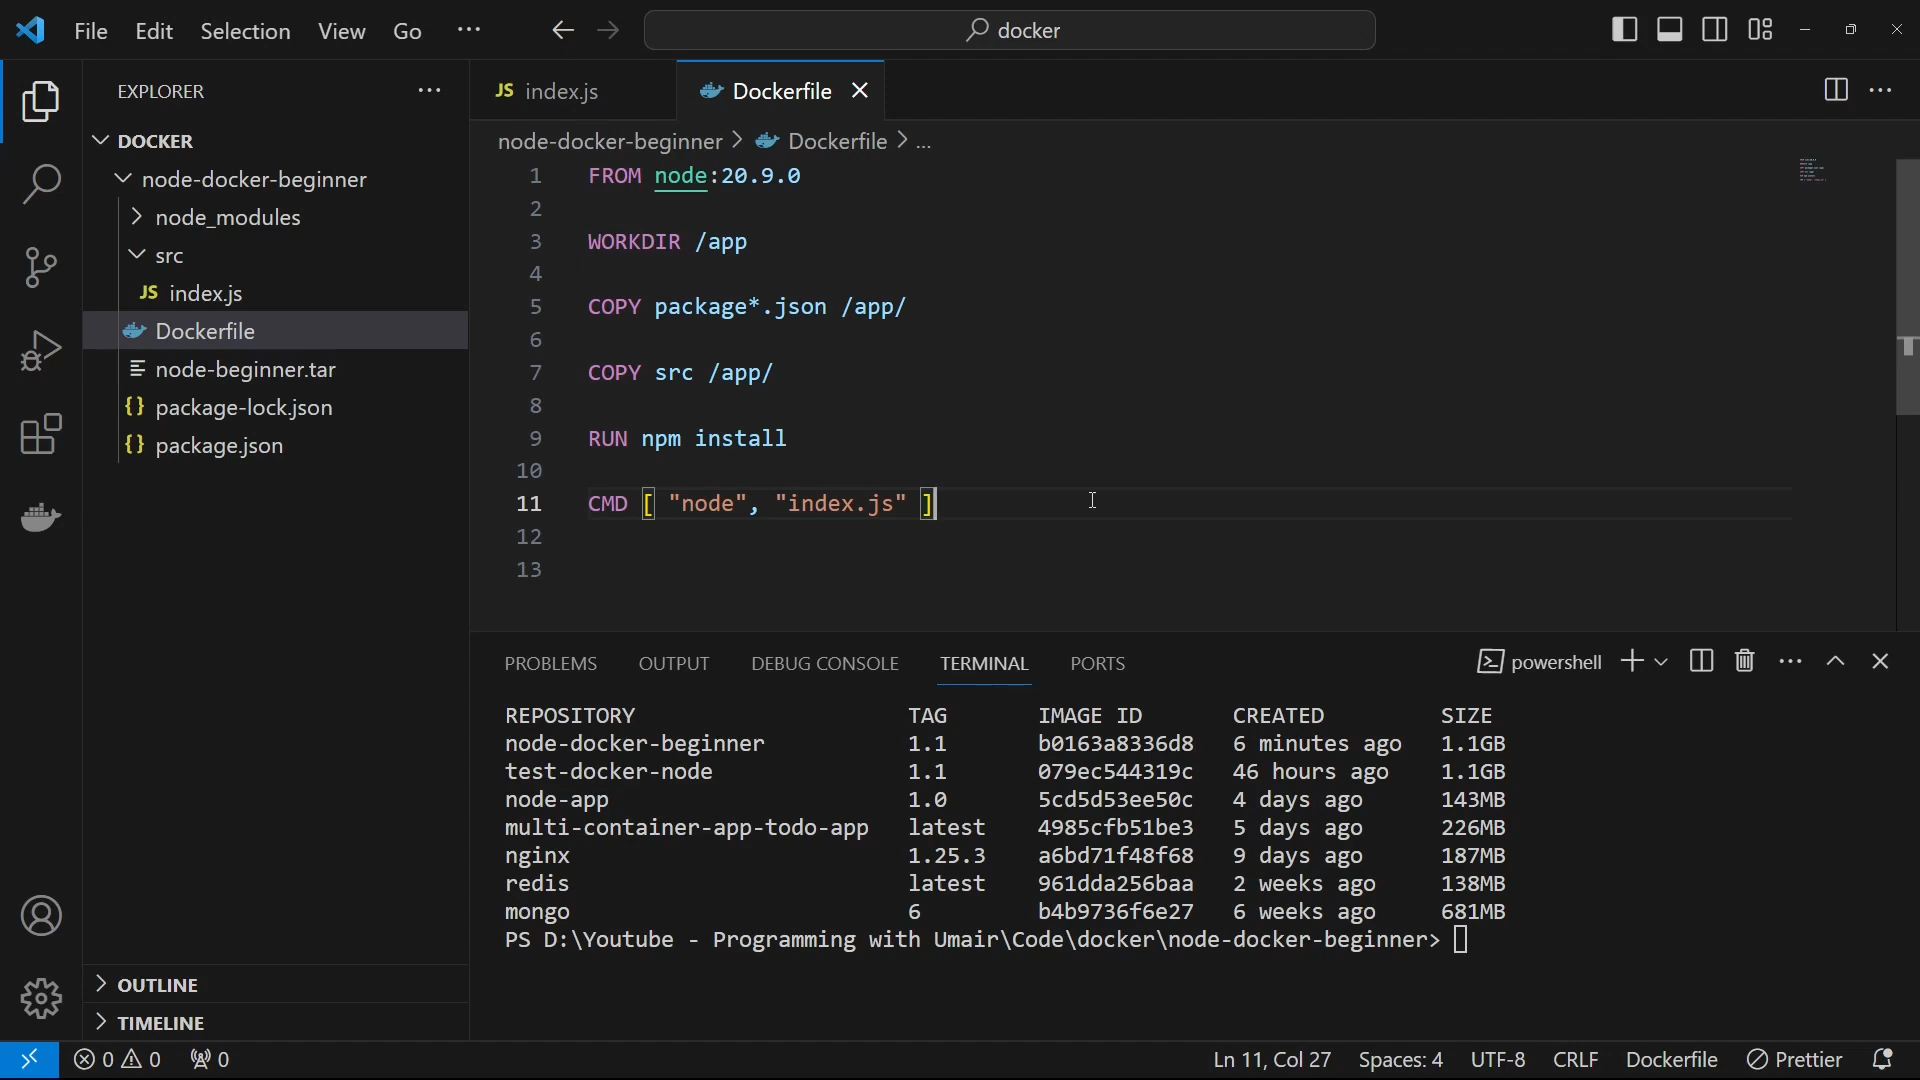 File Edit Selection View Go ··· docker
EXPLORER ···
DOCKER
node-docker-beginner
node_modules
src
JS index.js
Dockerfile
node-beginner.tar
{} package-lock.json
{} package.json
OUTLINE
TIMELINE
JS index.js Dockerfile
node-docker-beginner > Dockerfile > ...
1 FROM node:20.9.0
2
3 WORKDIR /app
4
5 COPY package*.json /app/
6
7 COPY src /app/
8
9 RUN npm install
10
11 CMD [ "node", "index.js" ]
12
13
PROBLEMS OUTPUT DEBUG CONSOLE TERMINAL PORTS powershell
REPOSITORY TAG IMAGE ID CREATED SIZE
node-docker-beginner 1.1 b0163a8336d8 6 minutes ago 1.1GB
test-docker-node 1.1 079ec544319c 46 hours ago 1.1GB
node-app 1.0 5cd5d53ee50c 4 days ago 143MB
multi-container-app-todo-app latest 4985cfb51be3 5 days ago 226MB
nginx 1.25.3 a6bd71f48f68 9 days ago 187MB
redis latest 961dda256baa 2 weeks ago 138MB
mongo 6 b4b9736f6e27 6 weeks ago 681MB
PS D:\Youtube - Programming with Umair\Code\docker\node-docker-beginner>
0 0 0 Ln 11, Col 27 Spaces: 4 UTF-8 CRLF Dockerfile Prettier